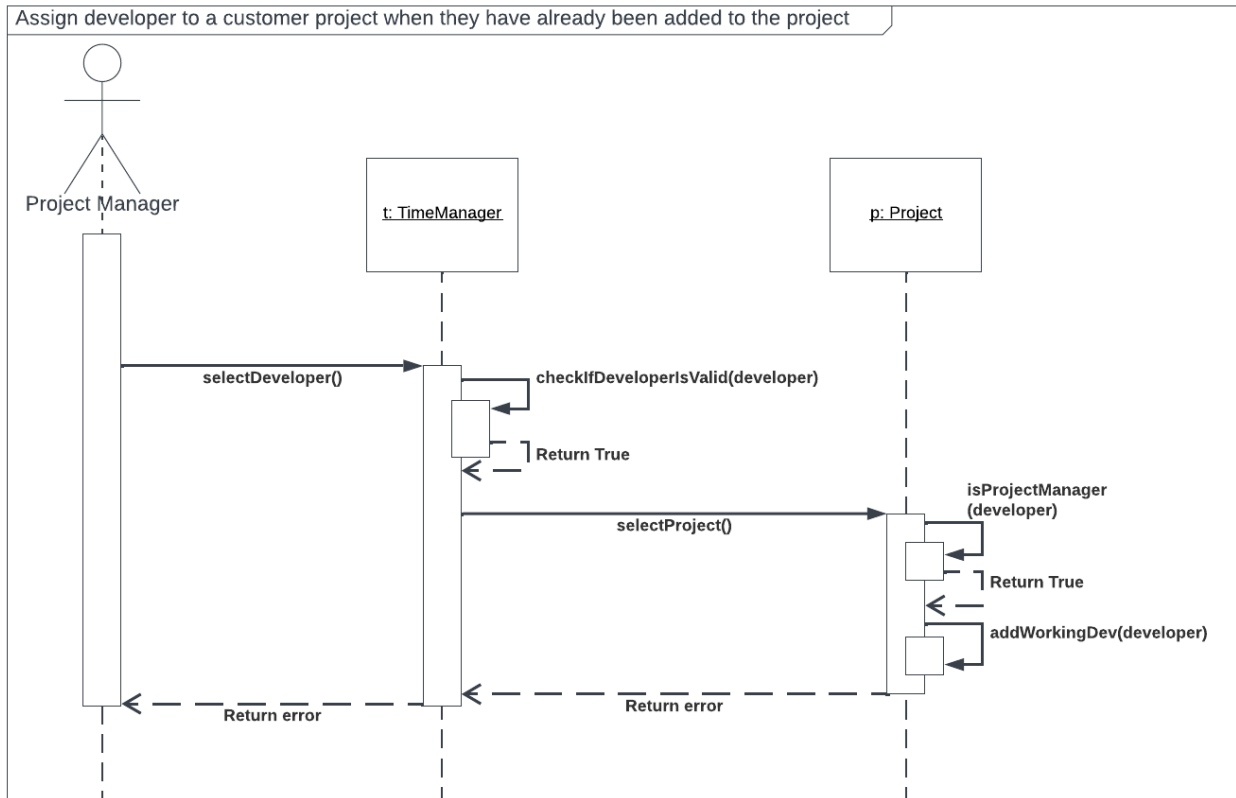 Assign developer to a customer project when they have already been added to the project
Project Manager
t: TimeManager
p: Project
selectDeveloper()
checkIfDeveloperIsValid(developer)
Return True
selectProject()
isProjectManager
(developer)
Return True
addWorkingDev(developer)
Return error
Return error